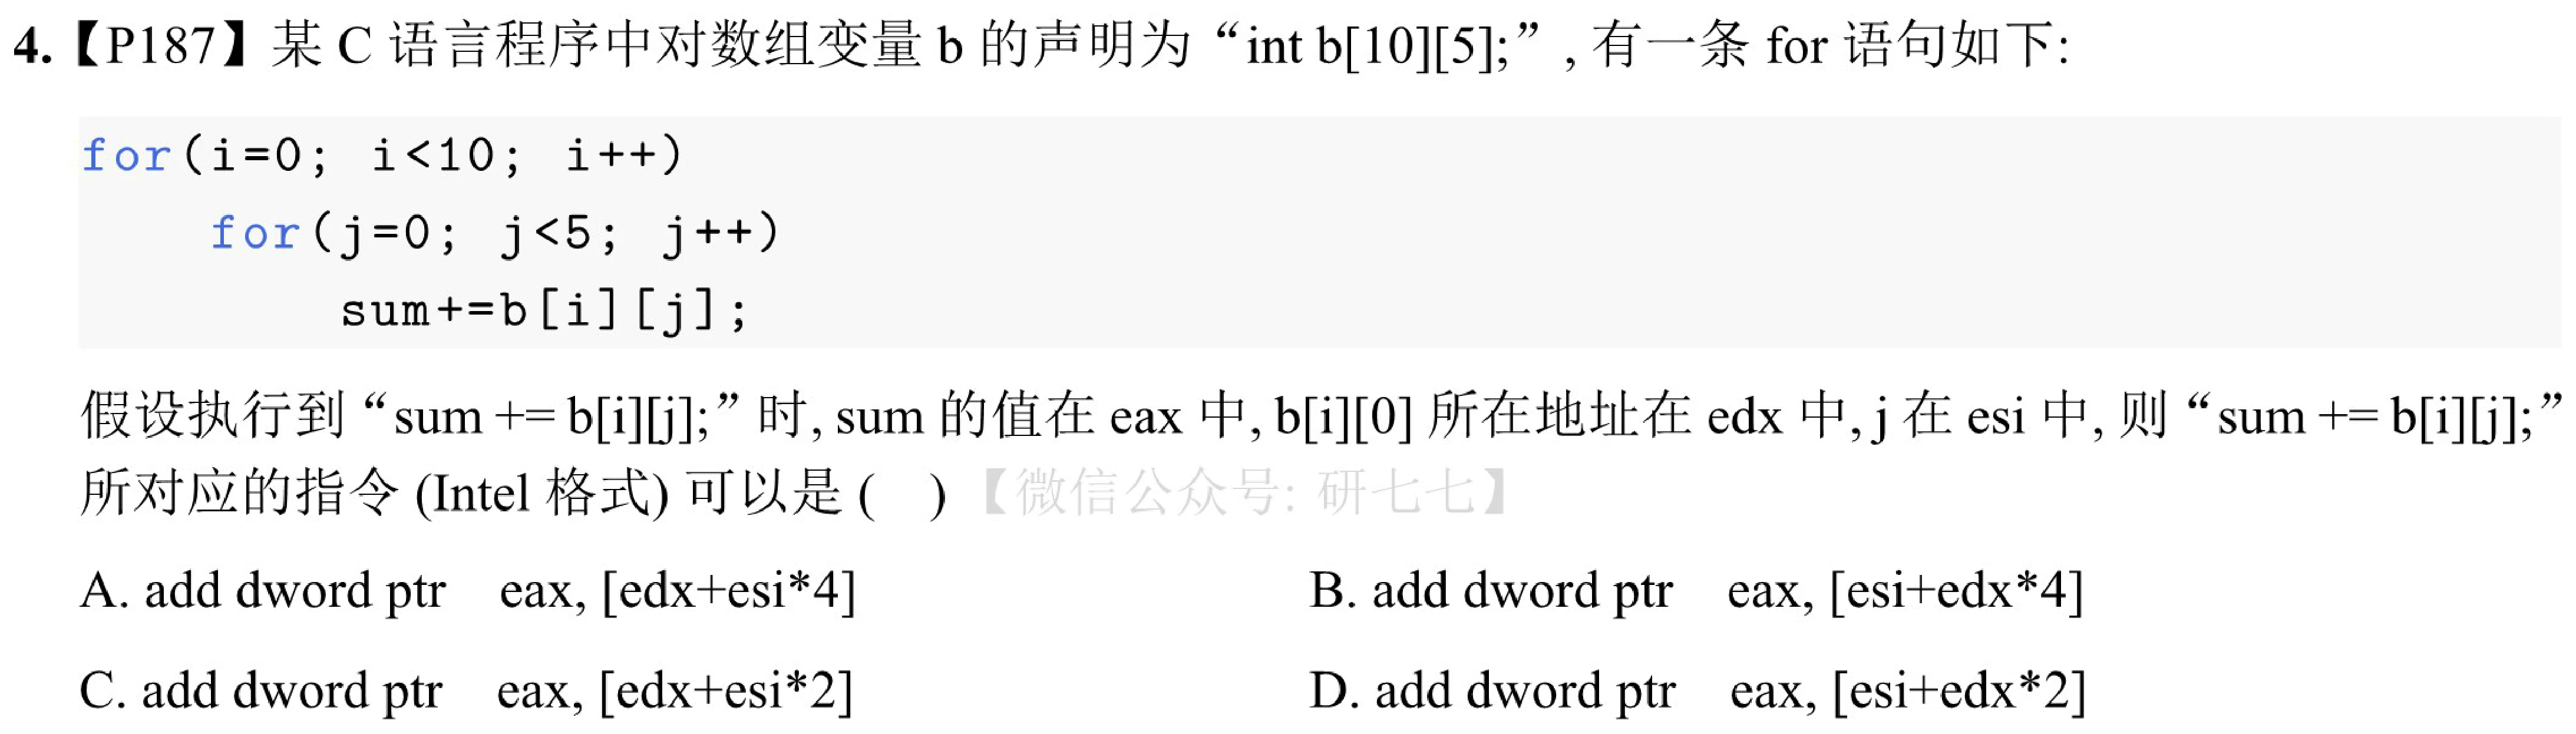 4.【P187】某 C 语言程序中对数组变量 b 的声明为 “int b[10][5];” , 有一条 for 语句如下:
for(i=0; i<10; i++)
for(j=0; j<5; j++)
sum+=b[i][j];
假设执行到 “sum += b[i][j];” 时, sum 的值在 eax 中, b[i][0] 所在地址在 edx 中, j 在 esi 中, 则 “sum += b[i][j];”
所对应的指令 (Intel 格式) 可以是 ( ) 【微信公众号: 研七七】
A. add dword ptr eax, [edx+esi*4] B. add dword ptr eax, [esi+edx*4]
C. add dword ptr eax, [edx+esi*2] D. add dword ptr eax, [esi+edx*2]